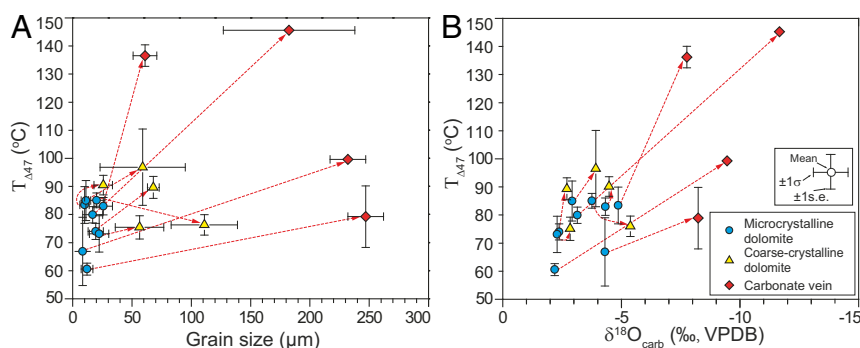 A
T Δ47 (°C)
150
140
130
120
110
100
90
80
70
60
50
0 50 100 150 200 250 300
Grain size (µm)
B
T Δ47 (°C)
150
140
130
120
110
100
90
80
70
60
50
0 -5 -10 -15
δ18Ocarb (‰, VPDB)
Mean
±1σ
±1s.e.
Microcrystalline
dolomite
Coarse-crystalline
dolomite
Carbonate vein